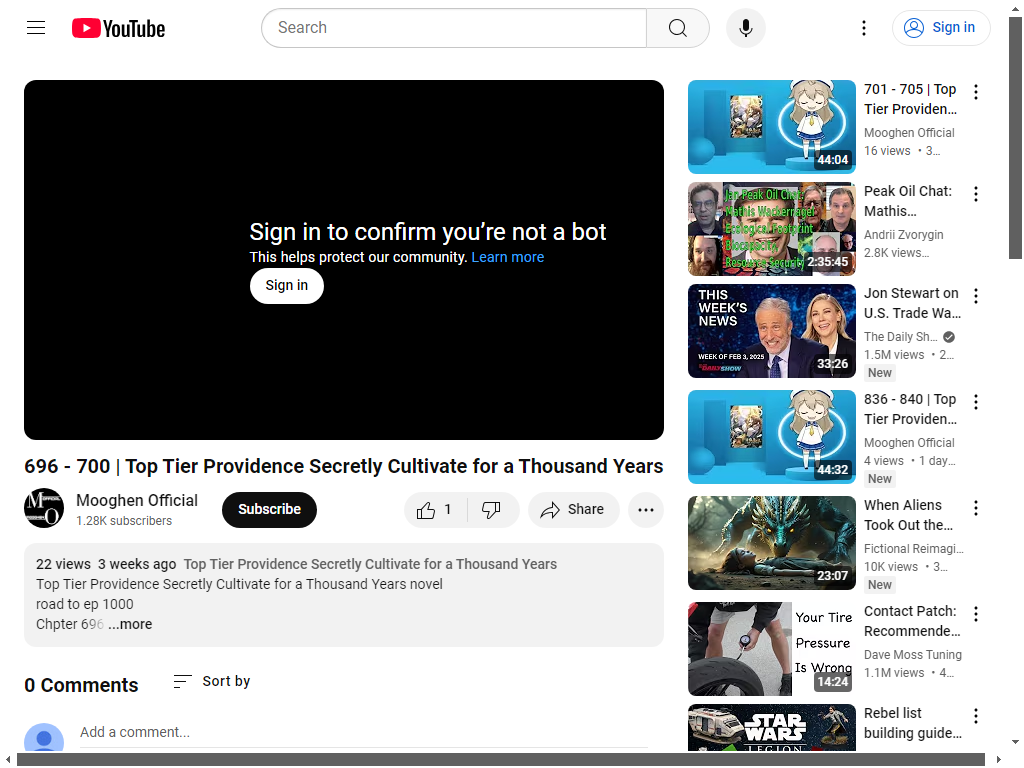 YouTube
Search
Sign in
Sign in to confirm you're not a bot
This helps protect our community. Learn more
Sign in
696 - 700 | Top Tier Providence Secretly Cultivate for a Thousand Years
Mooghen Official
1.28K subscribers
Subscribe
1
Share
22 views 3 weeks ago Top Tier Providence Secretly Cultivate for a Thousand Years
Top Tier Providence Secretly Cultivate for a Thousand Years novel
road to ep 1000
Chpter 696 ...more
0 Comments
Sort by
Add a comment...
44:04
701 - 705 | Top
Tier Providen...
Mooghen Official
16 views • 3...
Jan Peak Oil Chat:
Mathis Wackernagel
Ecological Footprint
Biocapacity
Resource Security
2:35:45
Peak Oil Chat:
Mathis...
Andrii Zvorygin
2.8K views...
THIS
WEEK'S
NEWS
WEEK OF FEB 3, 2025
THE DAILY SHOW
33:26
Jon Stewart on
U.S. Trade Wa...
The Daily Sh...
1.5M views • 2...
New
44:32
836 - 840 | Top
Tier Providen...
Mooghen Official
4 views • 1 day...
New
23:07
When Aliens
Took Out the...
Fictional Reimagi...
10K views • 3...
New
Your Tire
Pressure
Is Wrong
14:24
Contact Patch:
Recommende...
Dave Moss Tuning
1.1M views • 4...
STAR
WARS
LEGION
Rebel list
building guide...